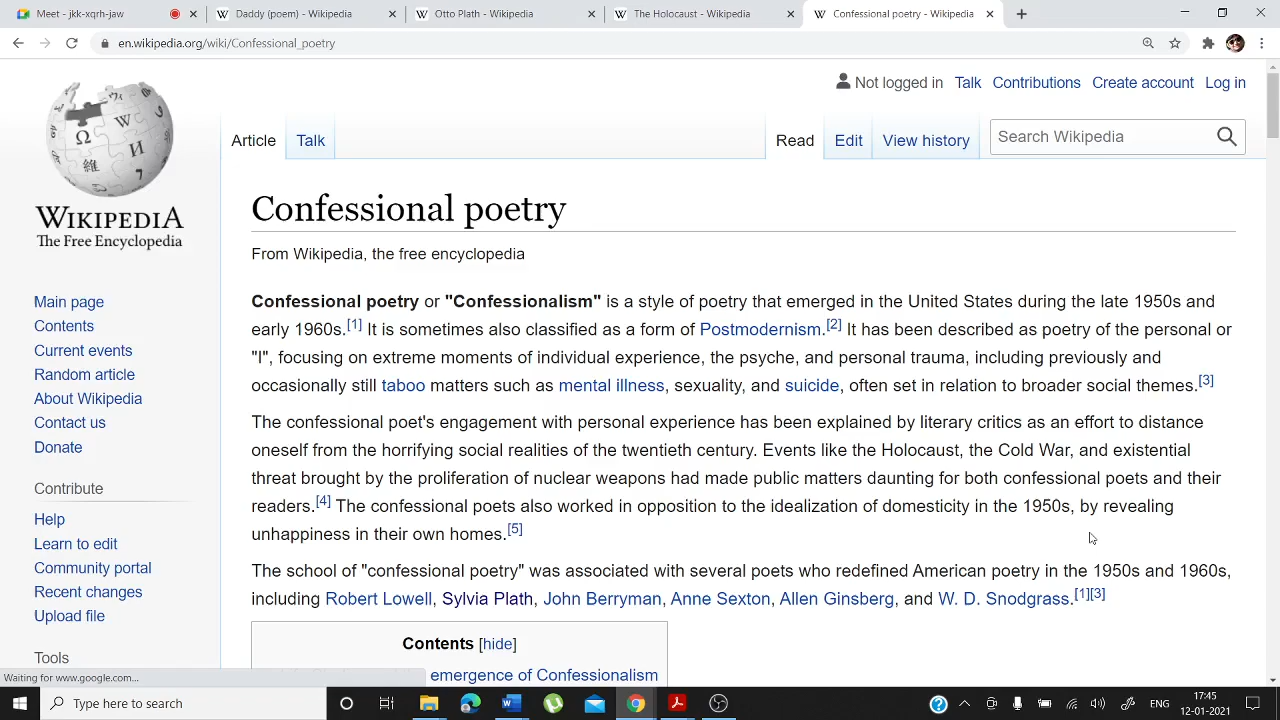 Meet - jkk-xqrh-jaw
Daddy (poem) - Wikipedia
Otto Plath - Wikipedia
The Holocaust - Wikipedia
Confessional poetry - Wikipedia
en.wikipedia.org/wiki/Confessional_poetry
Not logged in Talk Contributions Create account Log in
Article Talk Read Edit View history Search Wikipedia
WIKIPEDIA
The Free Encyclopedia
Main page
Contents
Current events
Random article
About Wikipedia
Contact us
Donate
Contribute
Help
Learn to edit
Community portal
Recent changes
Upload file
Tools
Confessional poetry
From Wikipedia, the free encyclopedia
Confessional poetry or "Confessionalism" is a style of poetry that emerged in the United States during the late 1950s and
early 1960s.[1] It is sometimes also classified as a form of Postmodernism.[2] It has been described as poetry of the personal or
"I", focusing on extreme moments of individual experience, the psyche, and personal trauma, including previously and
occasionally still taboo matters such as mental illness, sexuality, and suicide, often set in relation to broader social themes.[3]
The confessional poet's engagement with personal experience has been explained by literary critics as an effort to distance
oneself from the horrifying social realities of the twentieth century. Events like the Holocaust, the Cold War, and existential
threat brought by the proliferation of nuclear weapons had made public matters daunting for both confessional poets and their
readers.[4] The confessional poets also worked in opposition to the idealization of domesticity in the 1950s, by revealing
unhappiness in their own homes.[5]
The school of "confessional poetry" was associated with several poets who redefined American poetry in the 1950s and 1960s,
including Robert Lowell, Sylvia Plath, John Berryman, Anne Sexton, Allen Ginsberg, and W. D. Snodgrass.[1][3]
Contents [hide]
emergence of Confessionalism
Waiting for www.google.com...
Type here to search
ENG
17:45
12-01-2021